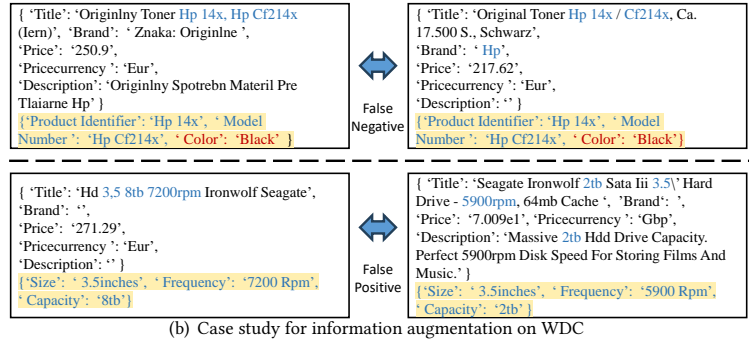 { 'Title': 'Originlny Toner Hp 14x, Hp Cf214x
(Iern)', 'Brand': ' Znaka: Originlne ',
'Price': '250.9',
'Pricecurrency ': 'Eur',
'Description': 'Originlny Spotrebn Materil Pre
Tlaiarne Hp' }
{'Product Identifier': 'Hp 14x', ' Model
Number ': 'Hp Cf214x', ' Color': 'Black' }
False
Negative
{ 'Title': 'Original Toner Hp 14x / Cf214x, Ca.
17.500 S., Schwarz',
'Brand': ' Hp',
'Price': '217.62',
'Pricecurrency ': 'Eur',
'Description': '' }
{'Product Identifier': 'Hp 14x', ' Model
Number ': 'Hp Cf214x', ' Color': 'Black'}
{ 'Title': 'Hd 3,5 8tb 7200rpm Ironwolf Seagate',
'Brand': '',
'Price': '271.29',
'Pricecurrency ': 'Eur',
'Description': '' }
{'Size': ' 3.5inches', ' Frequency': '7200 Rpm',
' Capacity': '8tb'}
False
Positive
{ 'Title': 'Seagate Ironwolf 2tb Sata Iii 3.5\' Hard
Drive - 5900rpm, 64mb Cache ', 'Brand': ',
'Price': '7.009e1', 'Pricecurrency ': 'Gbp',
'Description': 'Massive 2tb Hdd Drive Capacity.
Perfect 5900rpm Disk Speed For Storing Films And
Music.' }
{'Size': ' 3.5inches', ' Frequency': '5900 Rpm',
' Capacity': '2tb' }
(b) Case study for information augmentation on WDC